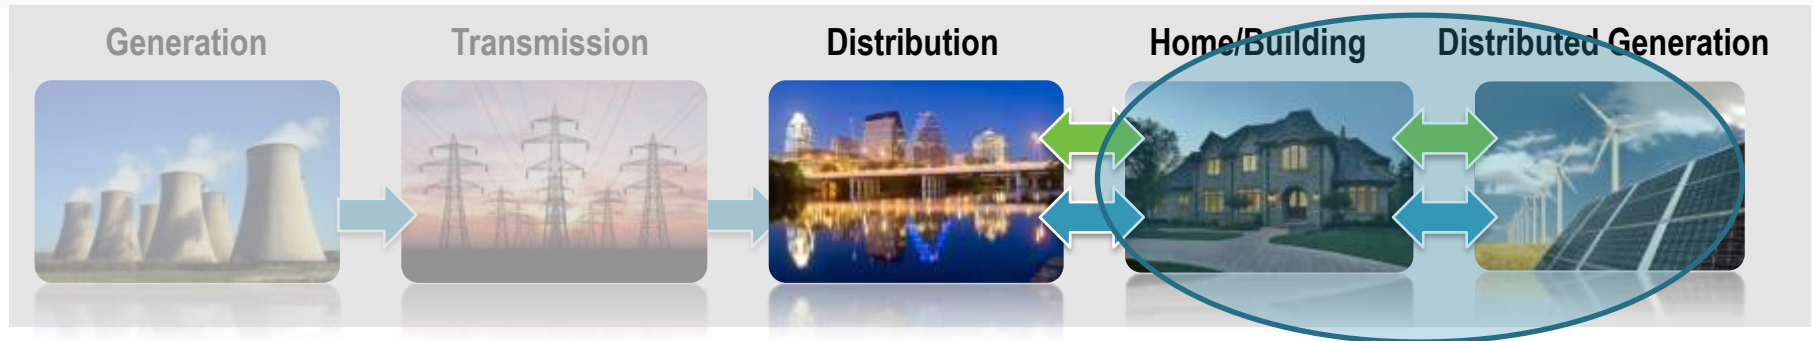 Generation
Transmission
Distribution
Home/Building
Distributed Generation